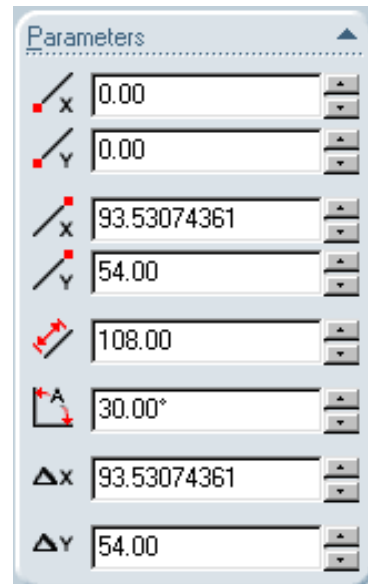 Parameters
X 0.00
Y 0.00
X 93.53074361
Y 54.00
108.00
A 30.00°
ΔX 93.53074361
ΔY 54.00